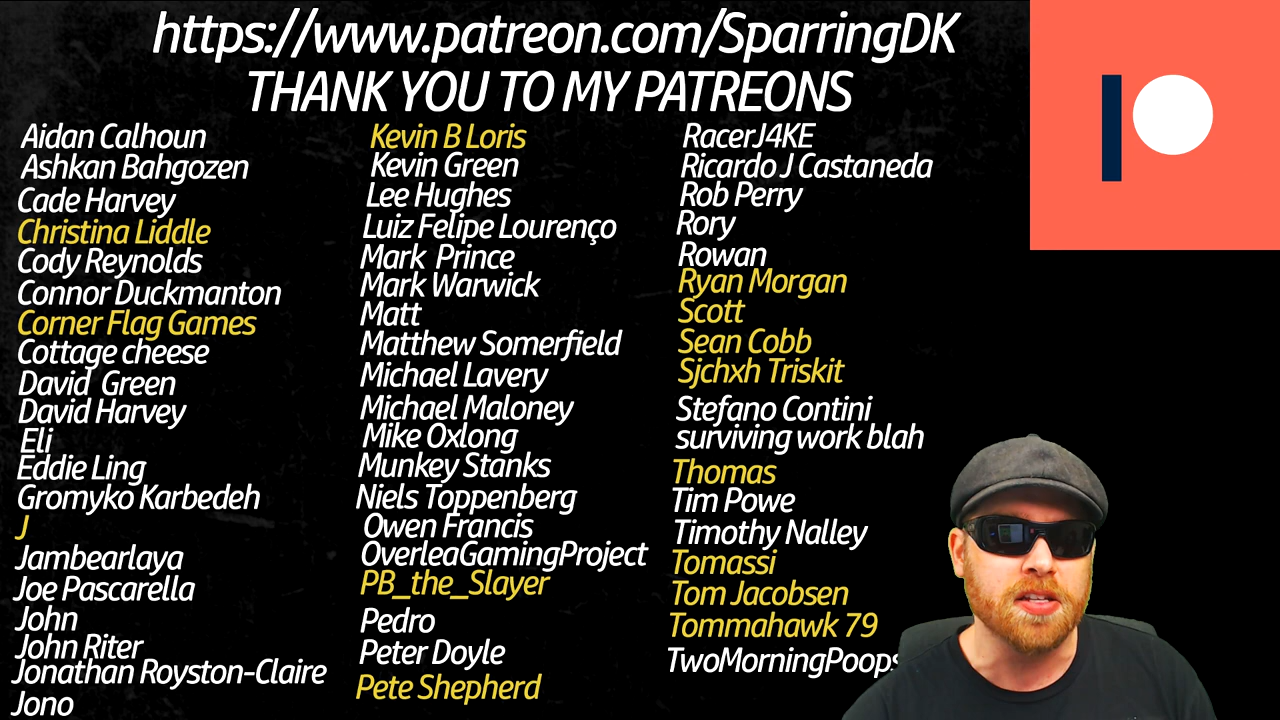 https://www.patreon.com/SparringDK
THANK YOU TO MY PATREONS
Aidan Calhoun
Ashkan Bahgozen
Cade Harvey
Christina Liddle
Cody Reynolds
Connor Duckmanton
Corner Flag Games
Cottage cheese
David Green
David Harvey
Eli
Eddie Ling
Gromyko Karbedeh
J
Jambearlaya
Joe Pascarella
John
John Riter
Jonathan Royston-Claire
Jono
Kevin B Loris
Kevin Green
Lee Hughes
Luiz Felipe Lourenço
Mark Prince
Mark Warwick
Matt
Matthew Somerfield
Michael Lavery
Michael Maloney
Mike Oxlong
Munkey Stanks
Niels Toppenberg
Owen Francis
OverleaGamingProject
PB_the_Slayer
Pedro
Peter Doyle
Pete Shepherd
RacerJ4KE
Ricardo J Castaneda
Rob Perry
Rory
Rowan
Ryan Morgan
Scott
Sean Cobb
Sjchxh Triskit
Stefano Contini
surviving work blah
Thomas
Tim Powe
Timothy Nalley
Tomassi
Tom Jacobsen
Tommahawk 79
TwoMorningPoops